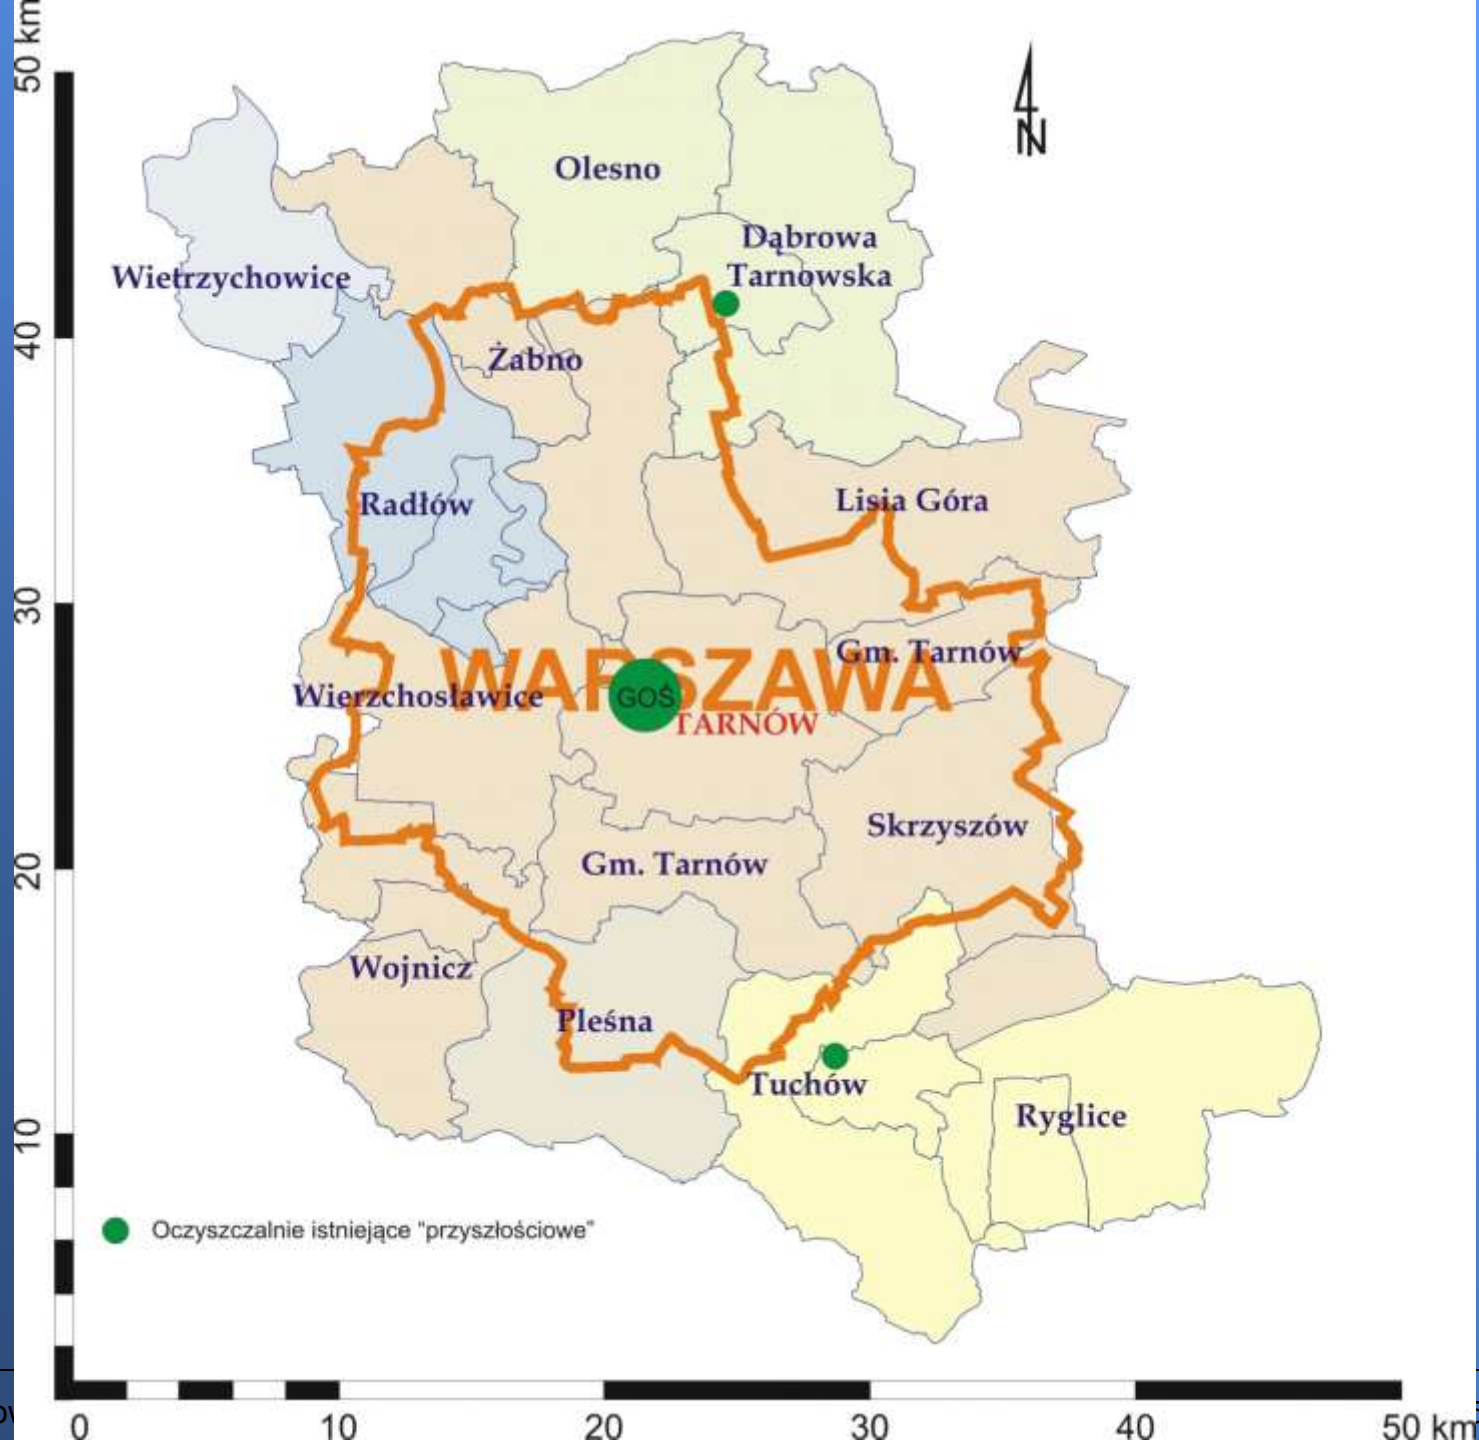 50 km
N
Olesno
Dąbrowa
Tarnowska
Wietrzychowice
40
Żabno
Lisia Góra
Radłów
30
Gm. Tarnów
WARSZAWA
Wierzchosławice
GOŚ
TARNÓW
Skrzyszów
20
Gm. Tarnów
Wojnicz
Pleśna
Tuchów
Ryglice
10
Oczyszczalnie istniejące "przyszłościowe"
0 10 20 30 40 50 km